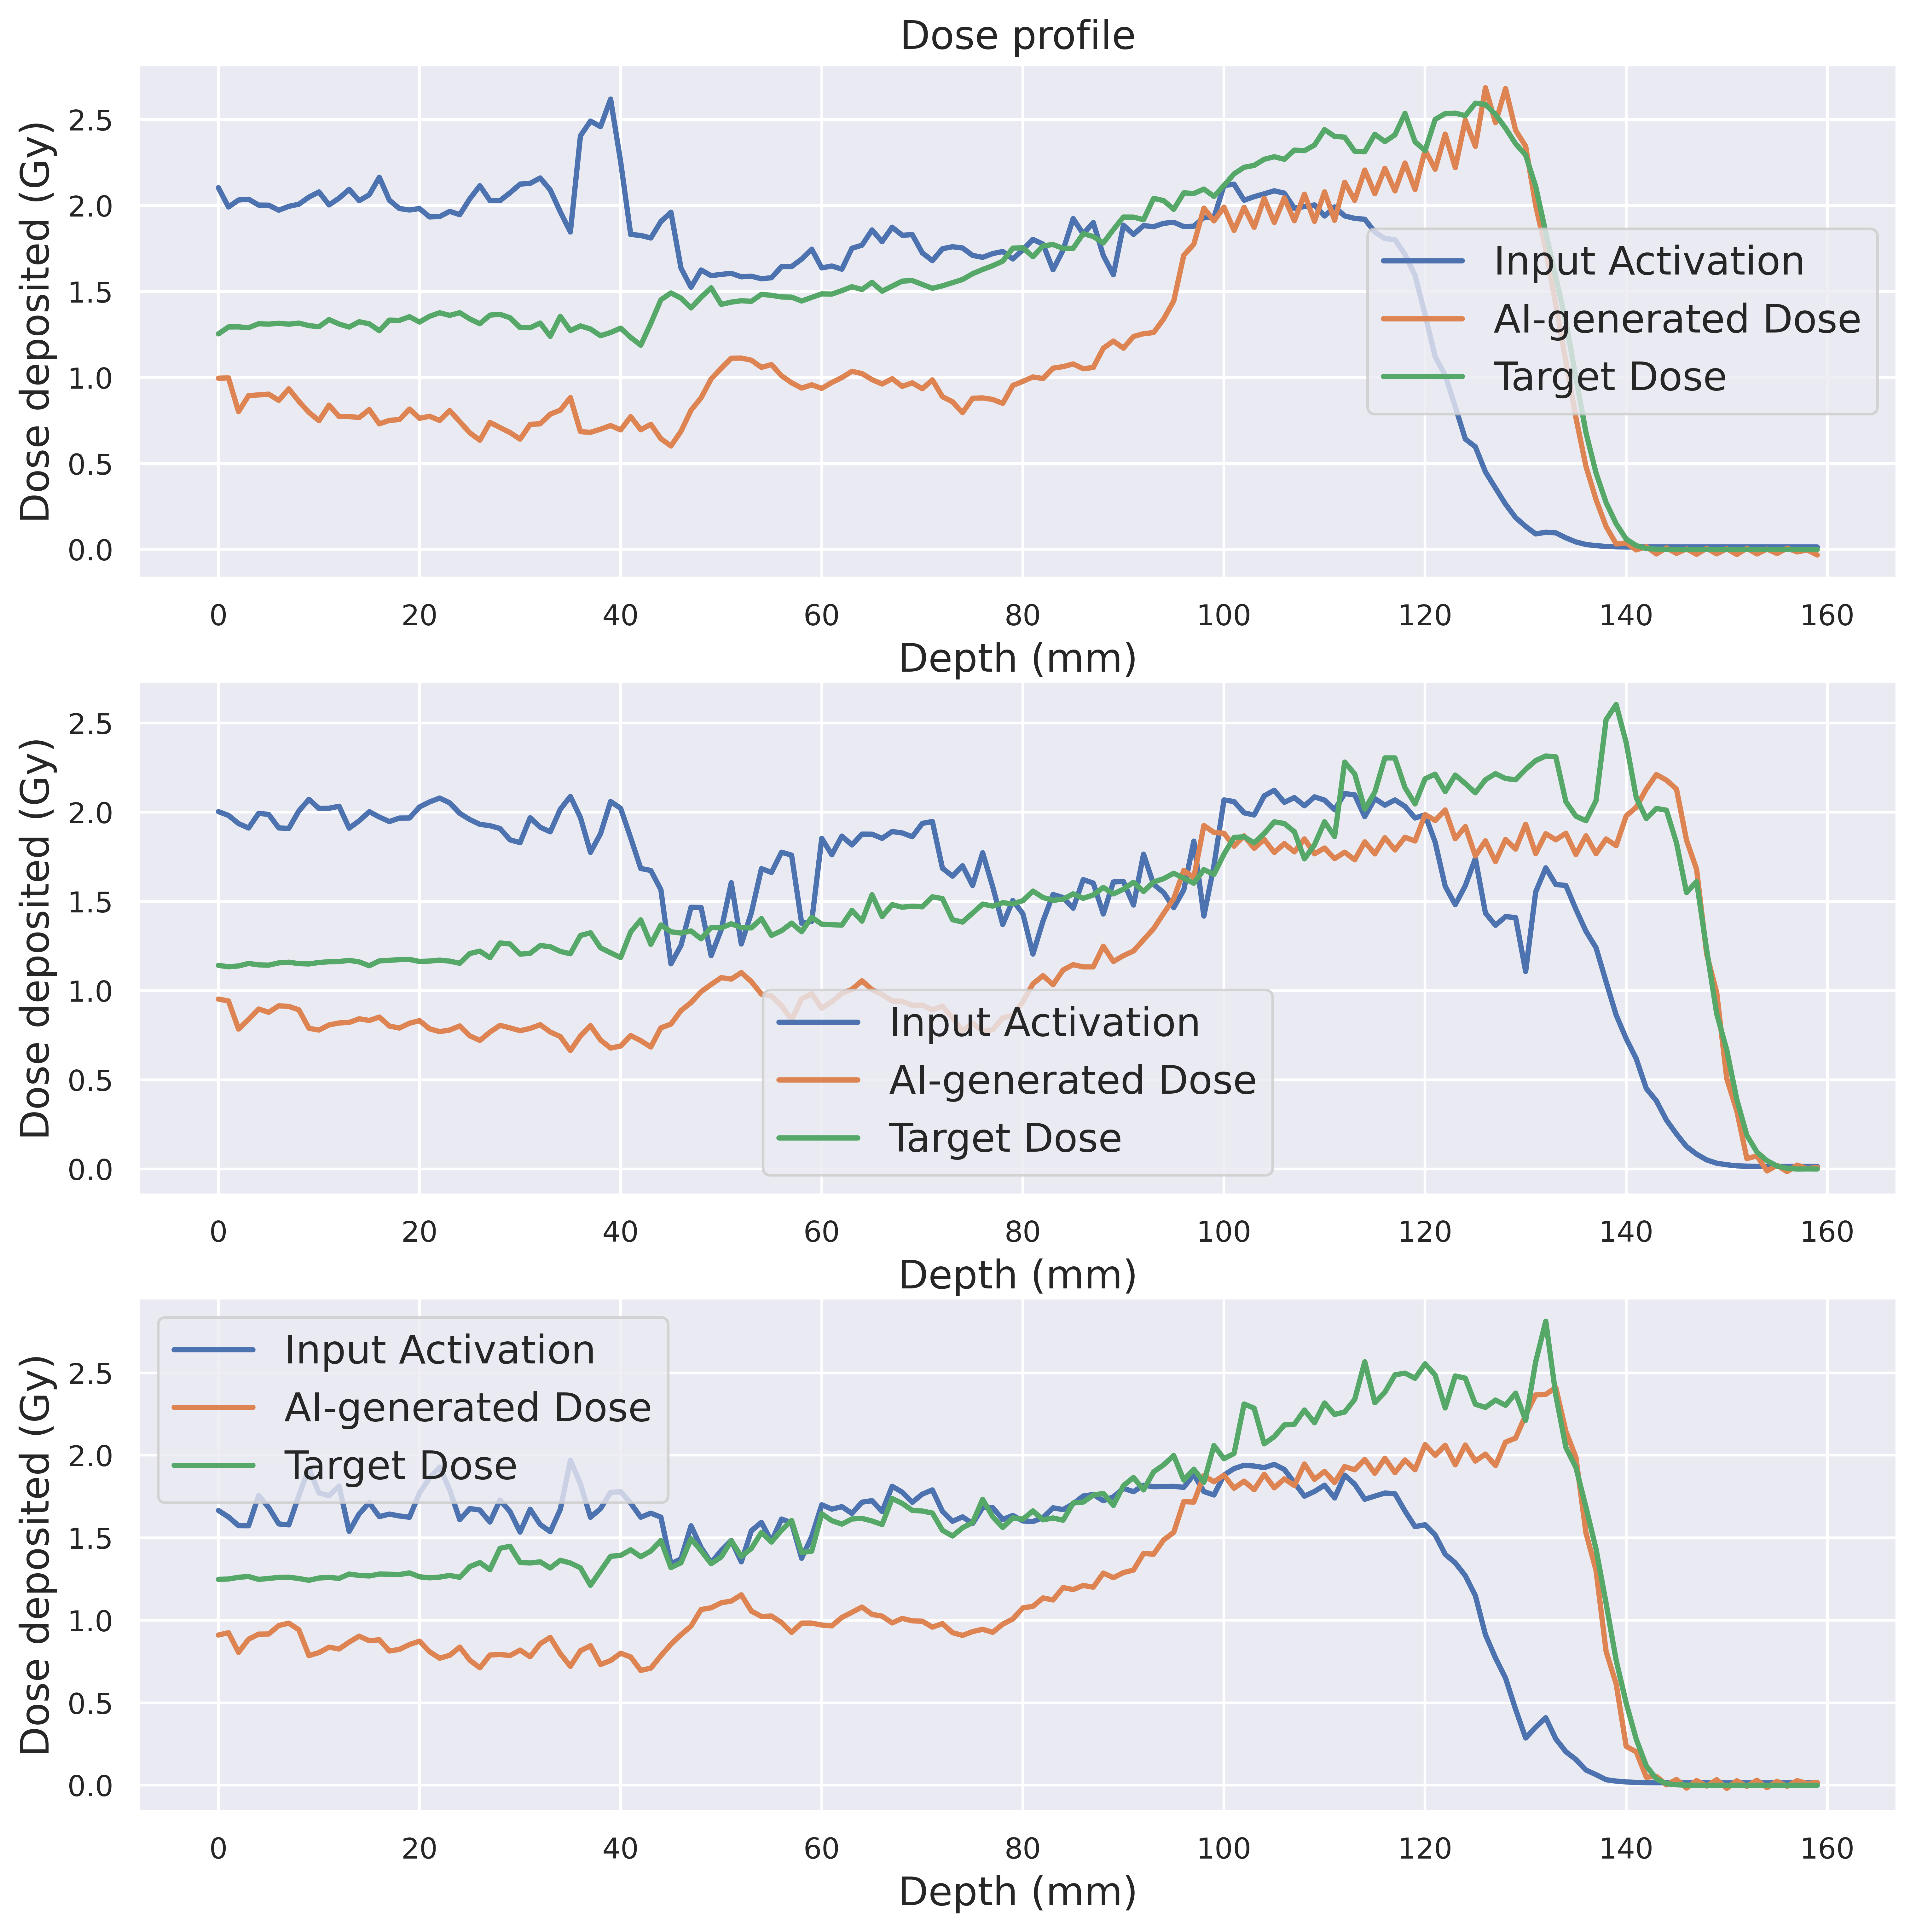 Dose profile
Dose deposited (Gy)
2.5
2.0
1.5
1.0
0.5
0.0
Input Activation
AI-generated Dose
Target Dose
0 20 40 60 80 100 120 140 160
Depth (mm)
Dose deposited (Gy)
2.5
2.0
1.5
1.0
0.5
0.0
Input Activation
AI-generated Dose
Target Dose
0 20 40 60 80 100 120 140 160
Depth (mm)
Dose deposited (Gy)
2.5
2.0
1.5
1.0
0.5
0.0
Input Activation
AI-generated Dose
Target Dose
0 20 40 60 80 100 120 140 160
Depth (mm)